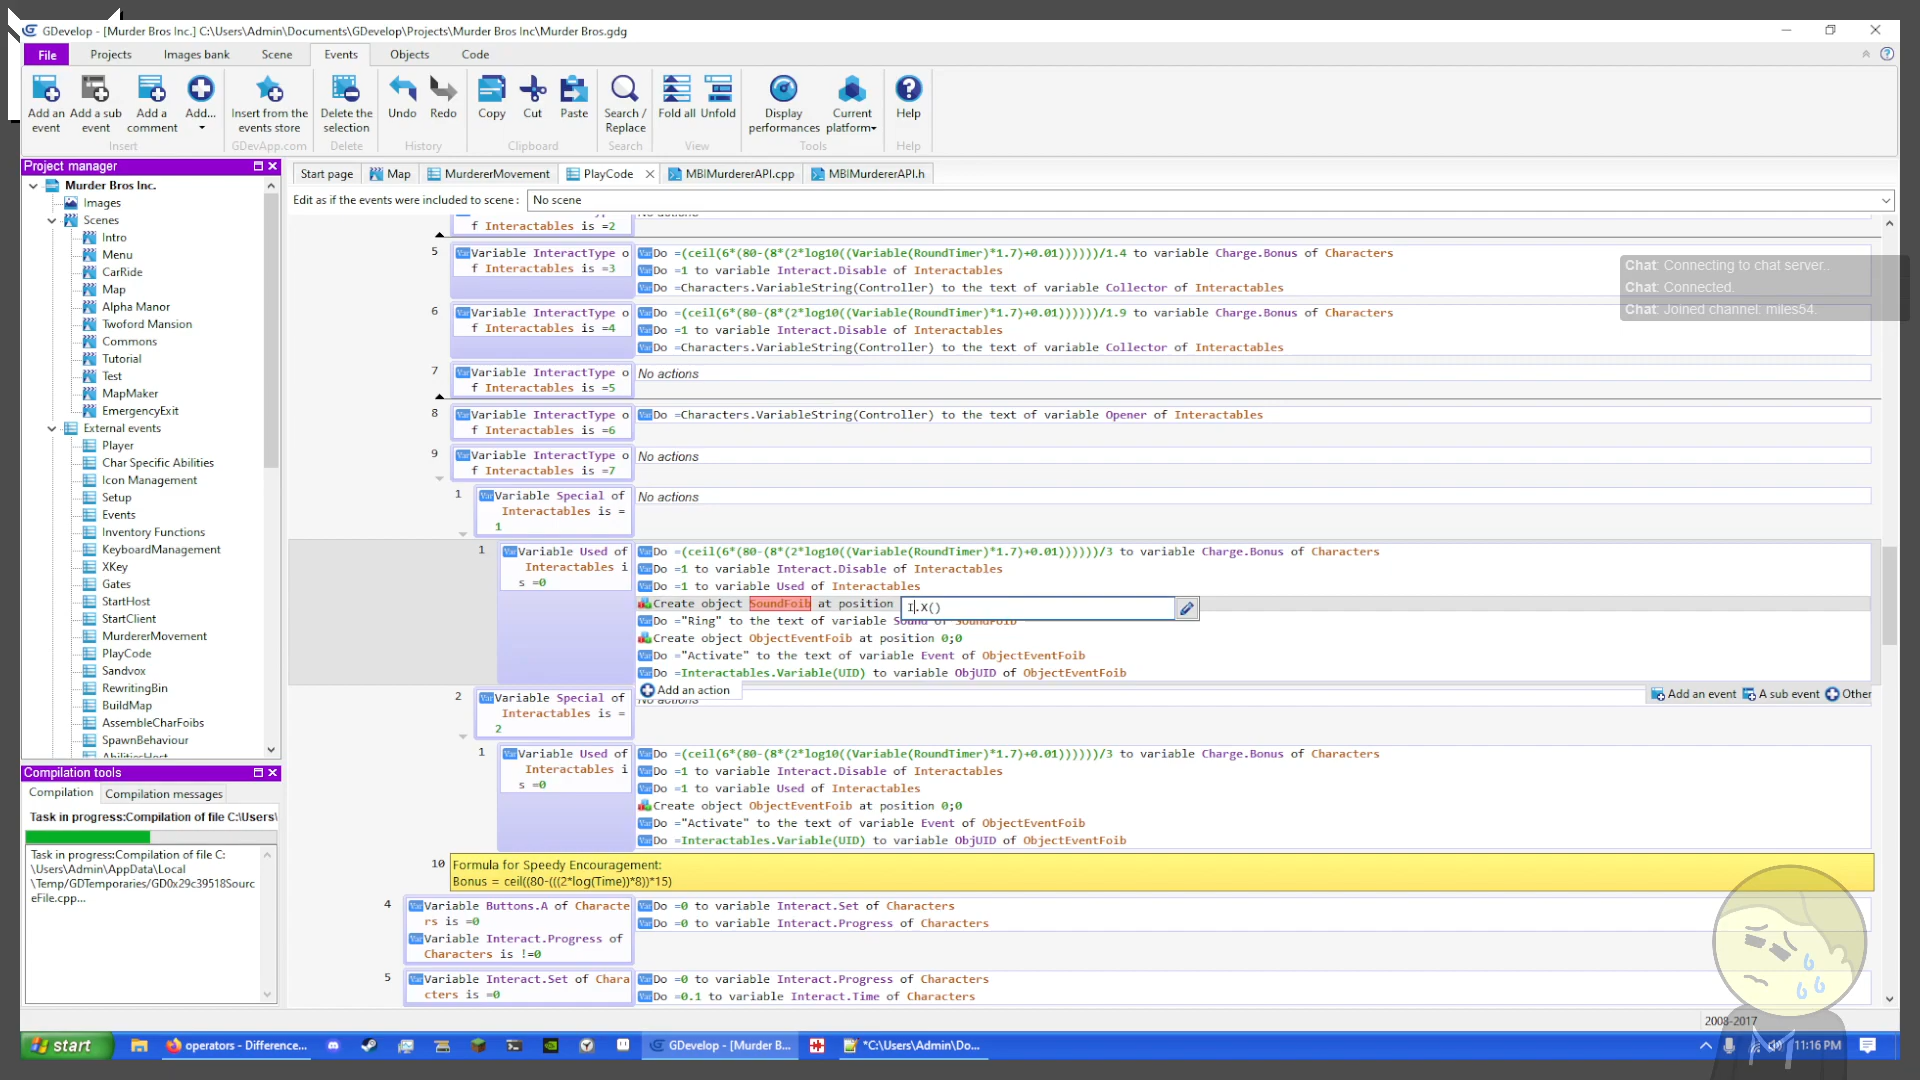 GDevelop - [Murder Bros Inc.] C:\Users\Admin\Documents\GDevelop\Projects\Murder Bros Inc\Murder Bros.gdg
File Projects Images bank Scene Events Objects Code
Add an event
Add a sub event
Add a comment
Add...
Insert from the events store
Delete the selection
Undo
Redo
Copy
Cut
Paste
Search / Replace
Fold all
Unfold
Display performances
Current platform
Help
Insert GDevApp.com Delete History Clipboard Search View Tools Help
Project manager
Murder Bros Inc.
Images
Scenes
Intro
Menu
CarRide
Map
Alpha Manor
Twoford Mansion
Commons
Tutorial
Test
MapMaker
EmergencyExit
External events
Player
Char Specific Abilities
Icon Management
Setup
Events
Inventory Functions
KeyboardManagement
XKey
Gates
StartHost
StartClient
MurdererMovement
PlayCode
Sandvox
RewritingBin
BuildMap
AssembleCharFoibs
SpawnBehaviour
Compilation tools
Compilation Compilation messages
Task in progress:Compilation of file C:\Users\
Task in progress:Compilation of file C:
\Users\Admin\AppData\Local
\Temp/GDTemporaries/GD0x29c39518Sourc
eFile.cpp...
Start page Map MurdererMovement PlayCode MBIMurdererAPI.cpp MBIMurdererAPI.h
Edit as if the events were included to scene : No scene
f Interactables is =2
5 Variable InteractType o
f Interactables is =3
Do =(ceil(6*(80-(8*(2*log10((Variable(RoundTimer)*1.7)+0.01))))))/1.4 to variable Charge.Bonus of Characters
Do =1 to variable Interact.Disable of Interactables
Do =Characters.VariableString(Controller) to the text of variable Collector of Interactables
6 Variable InteractType o
f Interactables is =4
Do =(ceil(6*(80-(8*(2*log10((Variable(RoundTimer)*1.7)+0.01))))))/1.9 to variable Charge.Bonus of Characters
Do =1 to variable Interact.Disable of Interactables
Do =Characters.VariableString(Controller) to the text of variable Collector of Interactables
7 Variable InteractType o
f Interactables is =5
No actions
8 Variable InteractType o
f Interactables is =6
Do =Characters.VariableString(Controller) to the text of variable Opener of Interactables
9 Variable InteractType o
f Interactables is =7
No actions
1 Variable Special of
Interactables is =
1
No actions
1 Variable Used of
Interactables i
s =0
Do =(ceil(6*(80-(8*(2*log10((Variable(RoundTimer)*1.7)+0.01))))))/3 to variable Charge.Bonus of Characters
Do =1 to variable Interact.Disable of Interactables
Do =1 to variable Used of Interactables
Create object SoundFoib at position I.X()
Do ="Ring" to the text of variable Sound of SoundFoib
Create object ObjectEventFoib at position 0;0
Do ="Activate" to the text of variable Event of ObjectEventFoib
Do =Interactables.Variable(UID) to variable ObjUID of ObjectEventFoib
Add an action
Add an event A sub event Other
2 Variable Special of
Interactables is =
2
No actions
1 Variable Used of
Interactables i
s =0
Do =(ceil(6*(80-(8*(2*log10((Variable(RoundTimer)*1.7)+0.01))))))/3 to variable Charge.Bonus of Characters
Do =1 to variable Interact.Disable of Interactables
Do =1 to variable Used of Interactables
Create object ObjectEventFoib at position 0;0
Do ="Activate" to the text of variable Event of ObjectEventFoib
Do =Interactables.Variable(UID) to variable ObjUID of ObjectEventFoib
10 Formula for Speedy Encouragement:
Bonus = ceil((80-(((2*log(Time))*8))*15)
4 Variable Buttons.A of Characte
rs is =0
Variable Interact.Progress of
Characters is !=0
Do =0 to variable Interact.Set of Characters
Do =0 to variable Interact.Progress of Characters
5 Variable Interact.Set of Chara
cters is =0
Do =0 to variable Interact.Progress of Characters
Do =0.1 to variable Interact.Time of Characters
Chat: Connecting to chat server..
Chat: Connected.
Chat: Joined channel: miles54.
2008-2017
start
operators - Difference...
GDevelop - [Murder B...
*C:\Users\Admin\Do...
11:16 PM